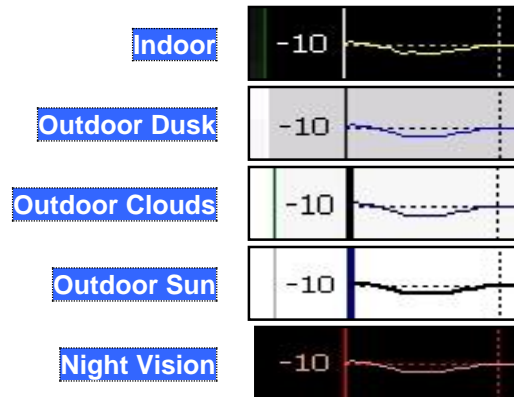 Indoor -10
Outdoor Dusk -10
Outdoor Clouds -10
Outdoor Sun -10
Night Vision -10